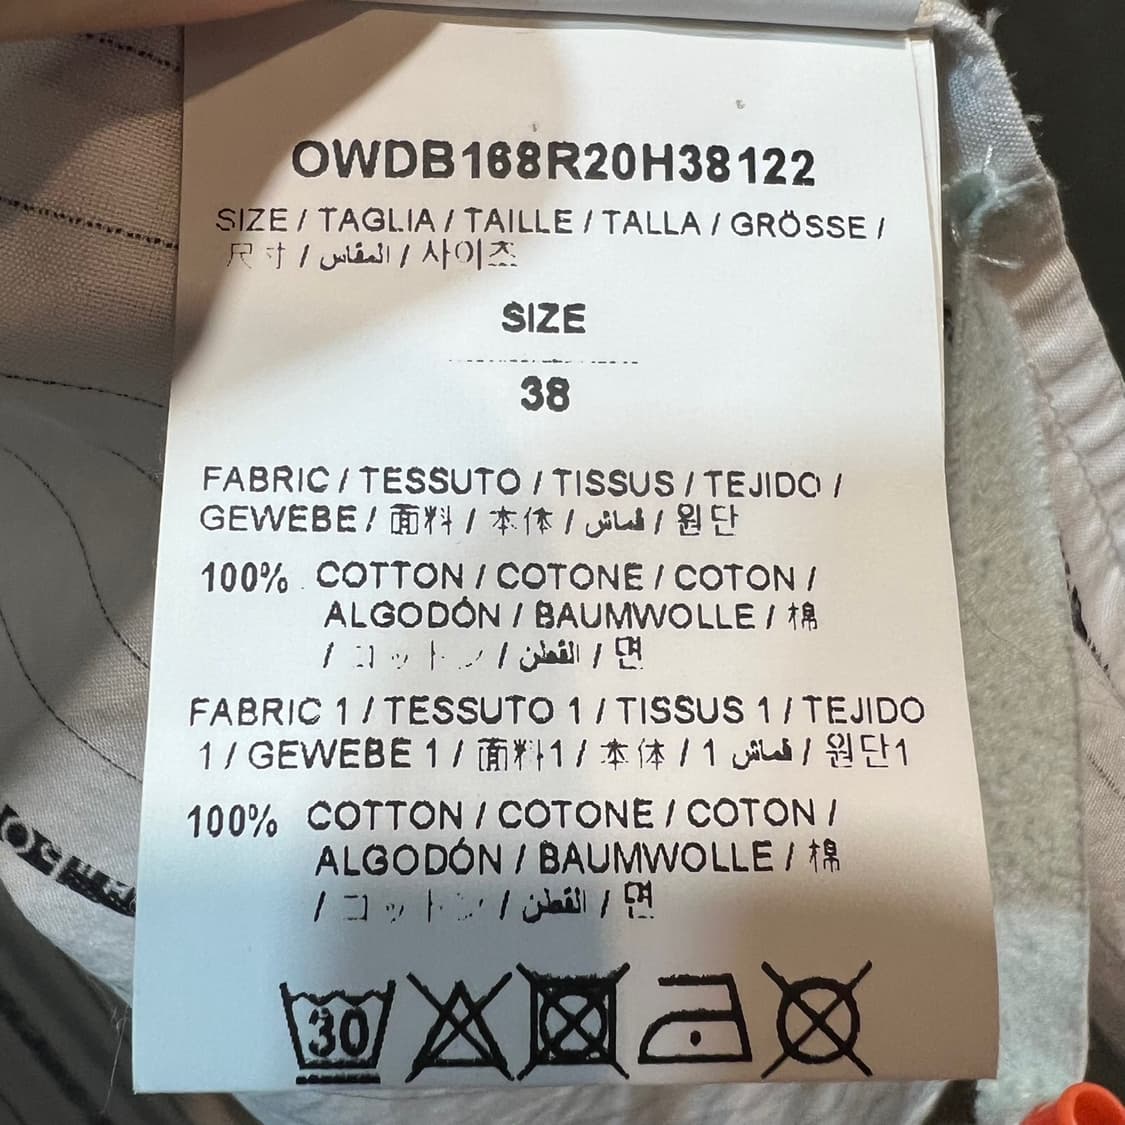 OWDB168R20H38122
SIZE / TAGLIA / TAILLE / TALLA / GRÖSSE /
尺寸 / المقاس / 사이즈
SIZE
38
FABRIC / TESSUTO / TISSUS / TEJIDO /
GEWEBE / 面料 / 本体 / قماش / 원단
100% COTTON / COTONE / COTON /
ALGODÓN / BAUMWOLLE / 棉
/ コットン / القطن / 면
FABRIC 1 / TESSUTO 1 / TISSUS 1 / TEJIDO
1 / GEWEBE 1 / 面料1 / 本体 / 1 قماش / 원단1
100% COTTON / COTONE / COTON /
ALGODÓN / BAUMWOLLE / 棉
/ コットン / القطن / 면
30